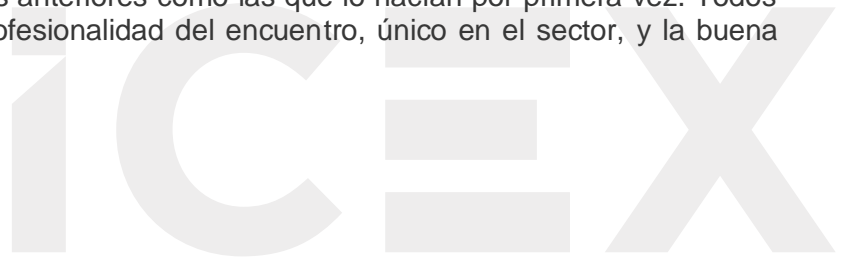 s anteriores como las que lo hacían por primera vez. Todos
ofesionalidad del encuentro, único en el sector, y la buena
ICEX